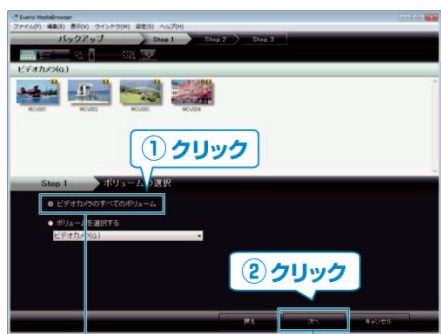 Everio MediaBrowser
ファイル(F) 編集(E) 表示(V) ウインドウ(W) 設定(S) ヘルプ(H)
バックアップ Step 1 Step 2 Step 3
ビデオカメラ(G:)
MOV001 MOV002 MOV003 MOV004
① クリック
Step 1 ボリュームの選択
ビデオカメラのすべてのボリューム
ボリュームを選択する
ビデオカメラ(G:)
② クリック
戻る 次へ キャンセル